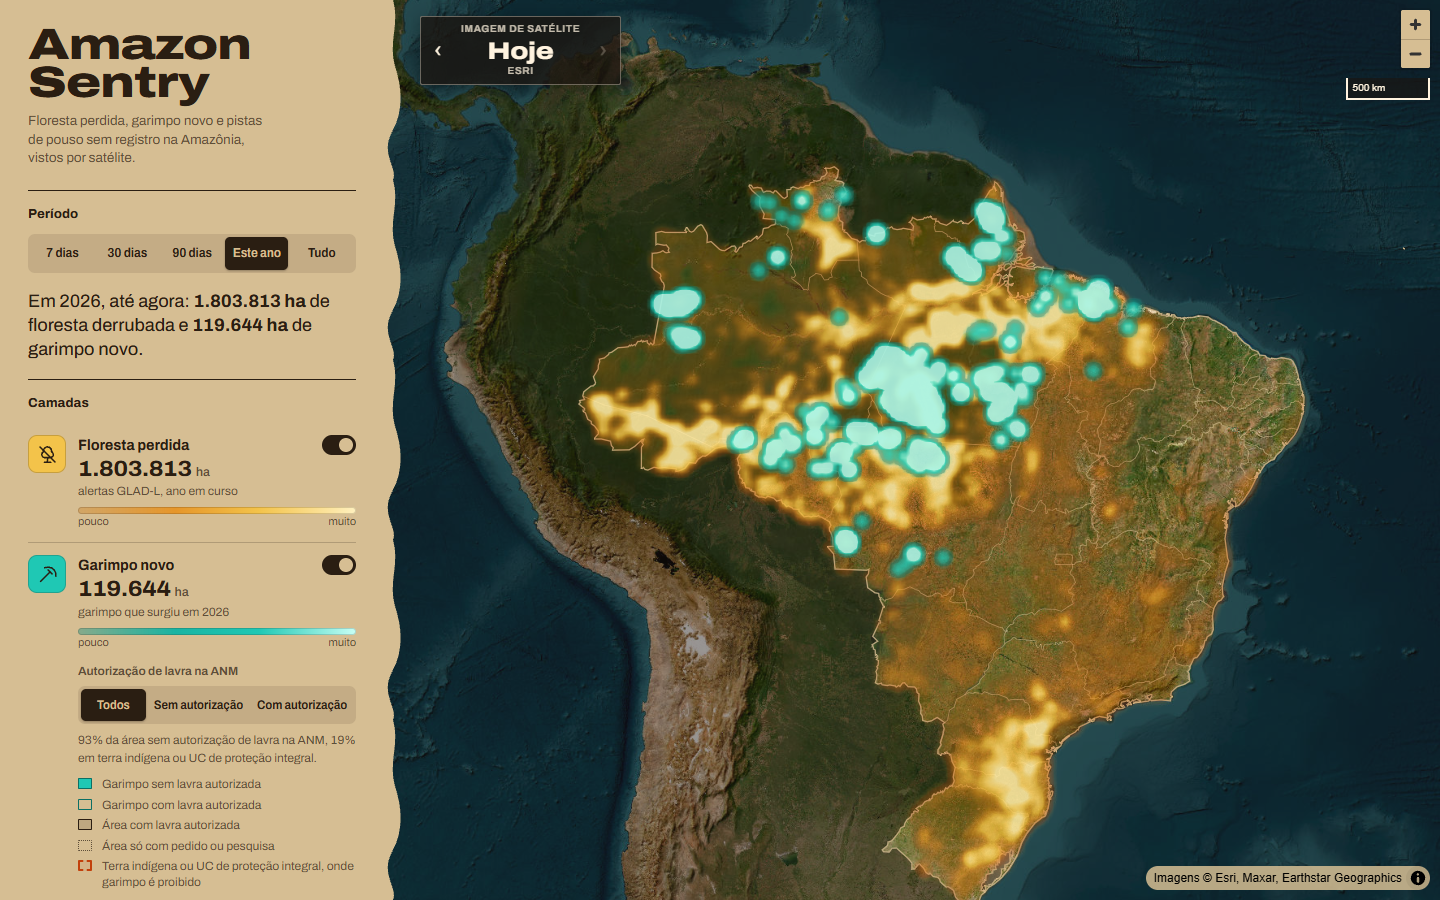 Amazon
Sentry
Floresta perdida, garimpo novo e pistas
de pouso sem registro na Amazônia,
vistos por satélite.
Período
7 dias 30 dias 90 dias Este ano Tudo
Em 2026, até agora: 1.803.813 ha de
floresta derrubada e 119.644 ha de
garimpo novo.
Camadas
Floresta perdida
1.803.813 ha
alertas GLAD-L, ano em curso
pouco muito
Garimpo novo
119.644 ha
garimpo que surgiu em 2026
pouco muito
Autorização de lavra na ANM
Todos Sem autorização Com autorização
93% da área sem autorização de lavra na ANM, 19%
em terra indígena ou UC de proteção integral.
Garimpo sem lavra autorizada
Garimpo com lavra autorizada
Área com lavra autorizada
Área só com pedido ou pesquisa
Terra indígena ou UC de proteção integral, onde
garimpo é proibido
IMAGEM DE SATÉLITE
‹ Hoje ›
ESRI
+
−
500 km
Imagens © Esri, Maxar, Earthstar Geographics